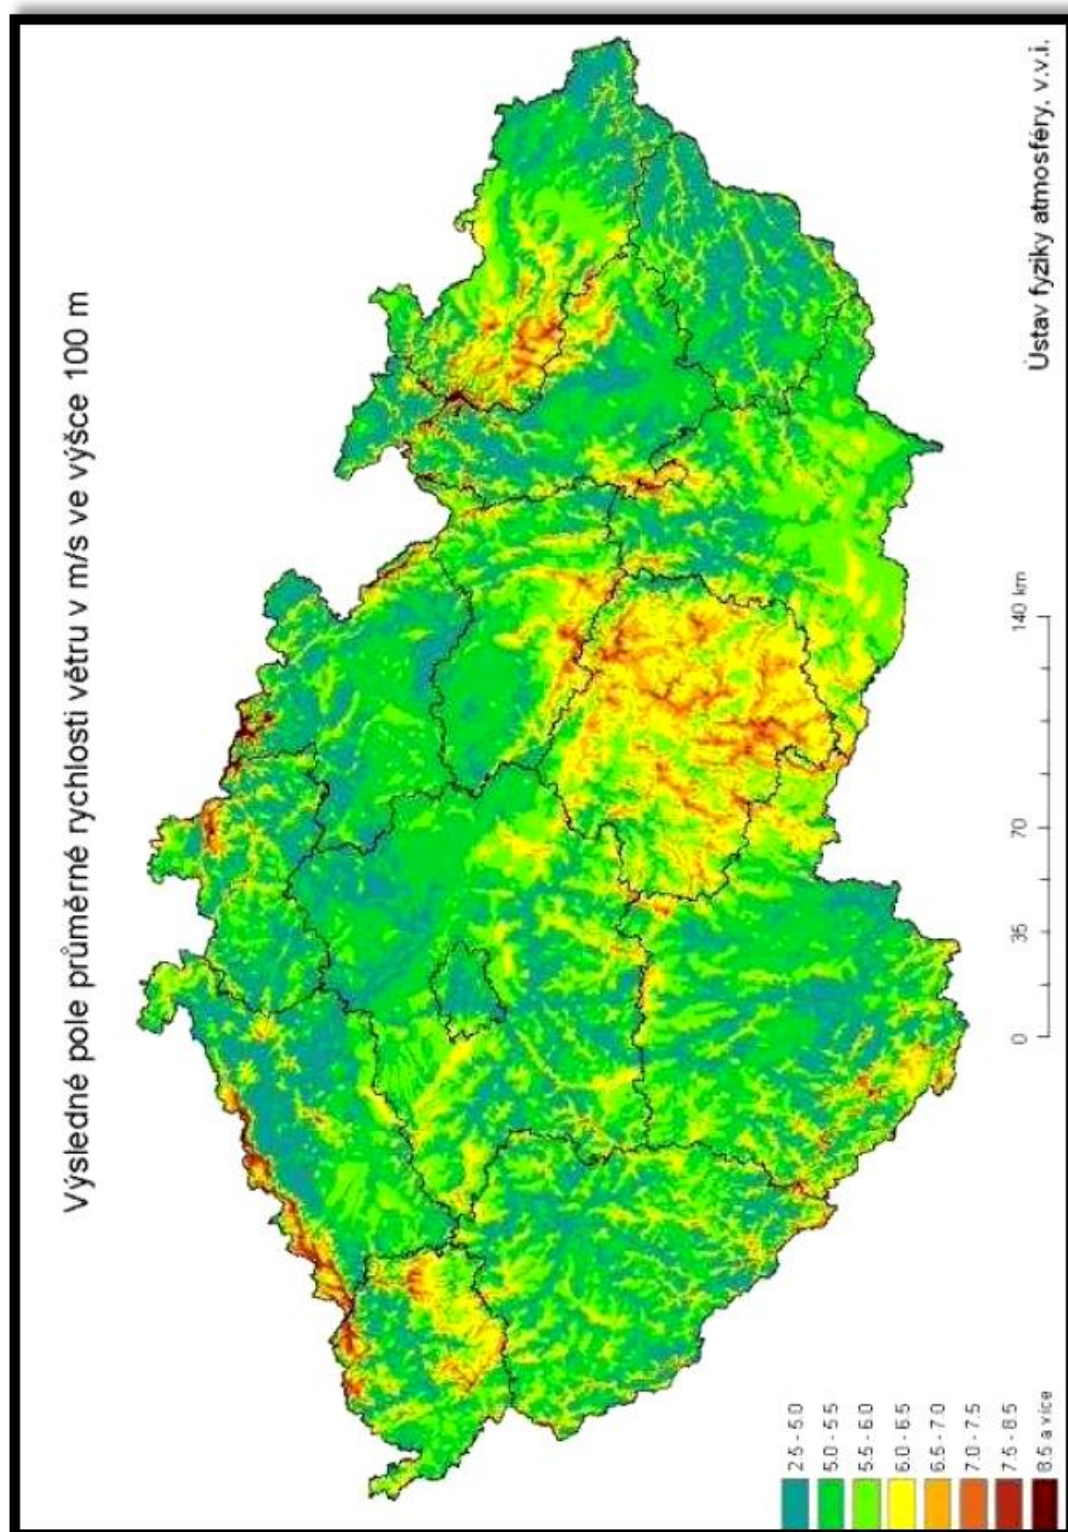 Výsledné pole průměrné rychlosti větru v m/s ve výšce 100 m
2.5 - 5.0
5.0 - 5.5
5.5 - 6.0
6.0 - 6.5
6.5 - 7.0
7.0 - 7.5
7.5 - 8.5
8.5 a více
0 35 70 140 km
Ústav fyziky atmosféry, v.v.i.